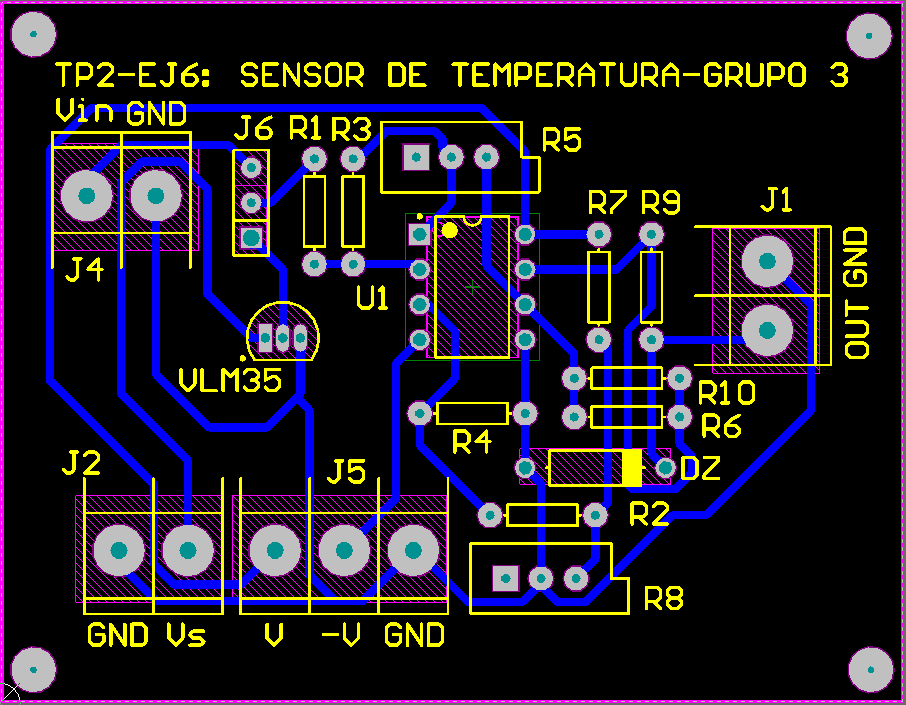 TP2-EJ6: SENSOR DE TEMPERATURA-GRUPO 3
Vin GND
J6 R1 R3
R5
R7 R9
J1
J4
U1
OUT GND
VLM35
R10
R6
R4
J2
J5
DZ
R2
R8
GND Vs V -V GND